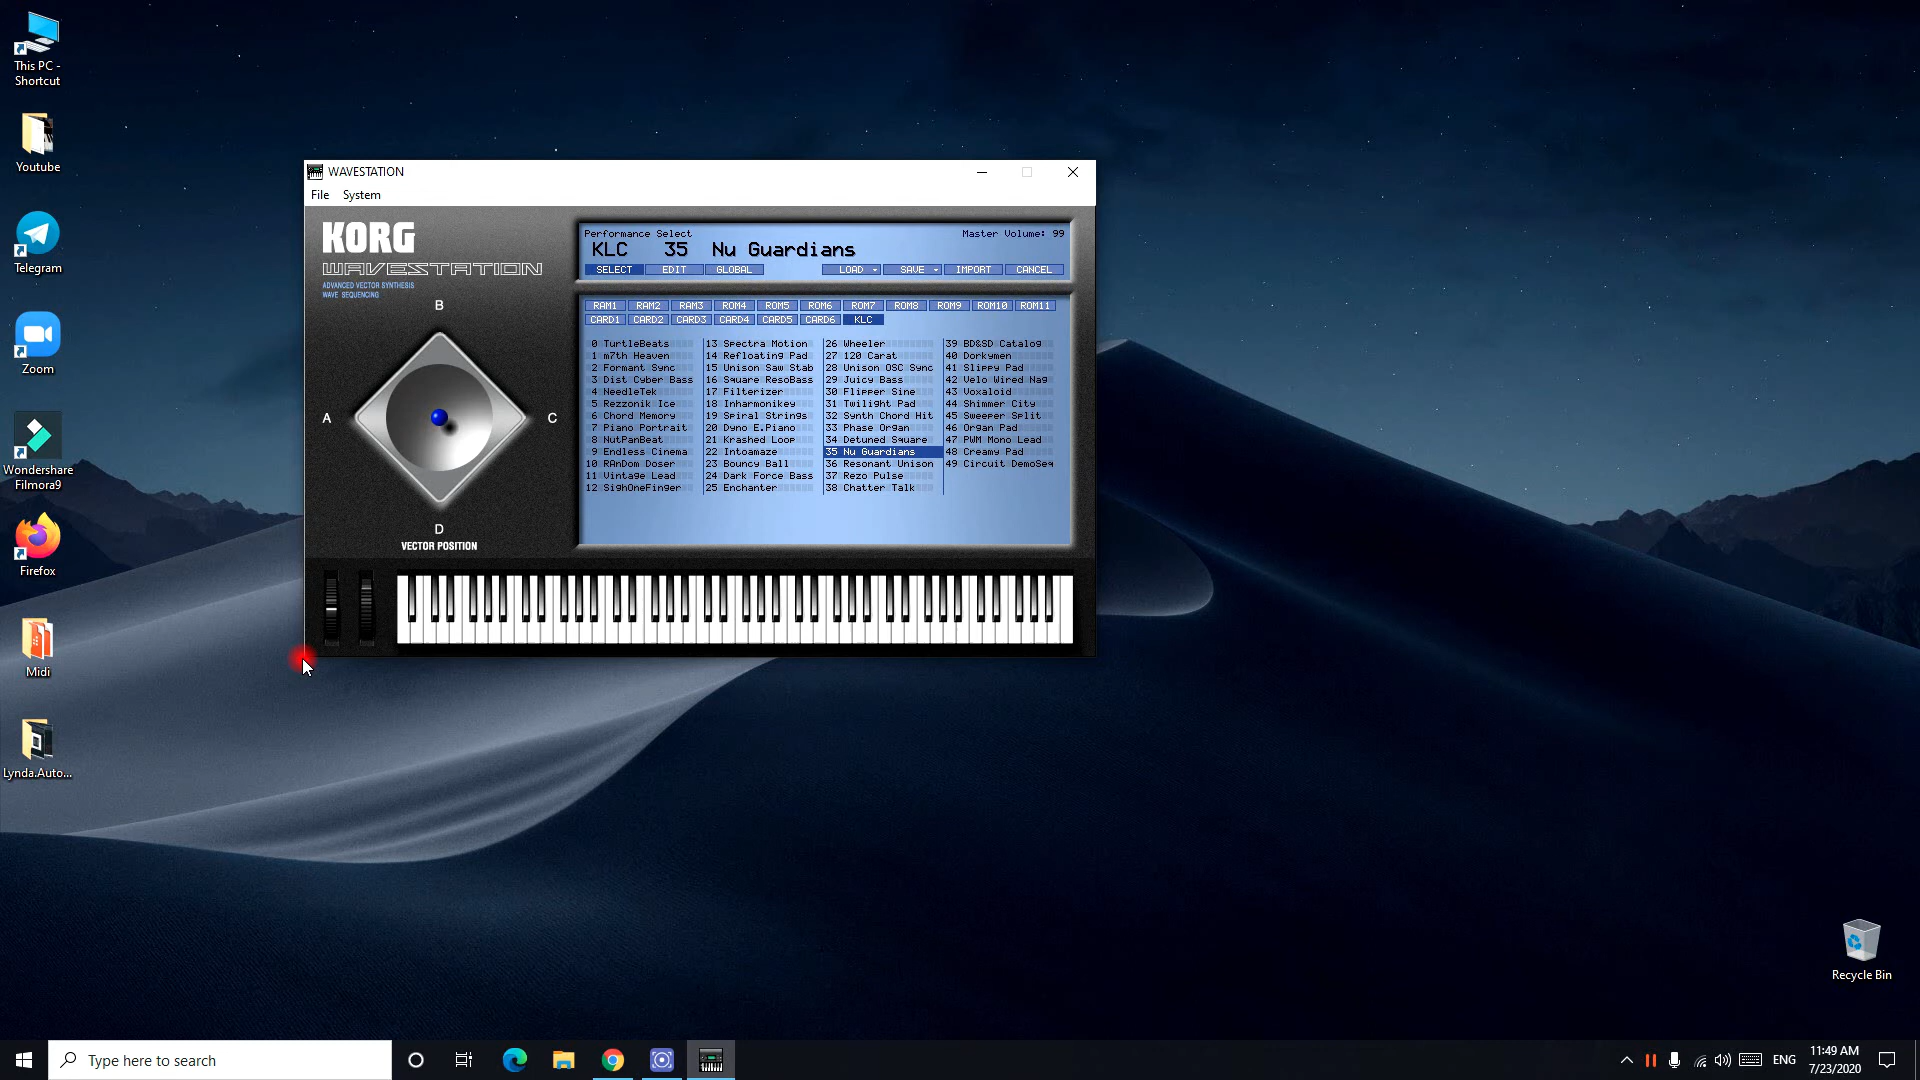 This PC -
Shortcut
Youtube
Telegram
Zoom
Wondershare
Filmora9
Firefox
Midi
Lynda.Auto...
WAVESTATION
File System
KORG
WAVESTATION
ADVANCED VECTOR SYNTHESIS
WAVE SEQUENCING
B
A
C
D
VECTOR POSITION
Performance Select
Master Volume: 99
KLC 35 Nu Guardians
SELECT EDIT GLOBAL LOAD SAVE IMPORT CANCEL
RAM1 RAM2 RAM3 ROM4 ROM5 ROM6 ROM7 ROM8 ROM9 ROM10 ROM11
CARD1 CARD2 CARD3 CARD4 CARD5 CARD6 KLC
0 TurtleBeats
1 m7th Heaven
2 Formant Sync
3 Dist Cyber Bass
4 NeedleTek
5 Rezzonik Ice
6 Chord Memory
7 Piano Portrait
8 NutPanBeat
9 Endless Cinema
10 RAnDom Doser
11 Vintage Lead
12 SighOneFinger
13 Spectra Motion
14 Refloating Pad
15 Unison Saw Stab
16 Square ResoBass
17 Filterizer
18 Inharmonikey
19 Spiral Strings
20 Dyno E.Piano
21 Krashed Loop
22 Intoamaze
23 Bouncy Ball
24 Dark Force Bass
25 Enchanter
26 Wheeler
27 120 Carat
28 Unison OSC Sync
29 Juicy Bass
30 Flipper Sine
31 Twilight Pad
32 Synth Chord Hit
33 Phase Organ
34 Detuned Square
35 Nu Guardians
36 Resonant Unison
37 Rezo Pulse
38 Chatter Talk
39 BD&SD Catalog
40 Dorkymen
41 Slippy Pad
42 Velo Wired Nag
43 Voxaloid
44 Shimmer City
45 Sweeper Split
46 Organ Pad
47 PWM Mono Lead
48 Creamy Pad
49 Circuit DemoSeq
Recycle Bin
Type here to search
ENG
11:49 AM
7/23/2020